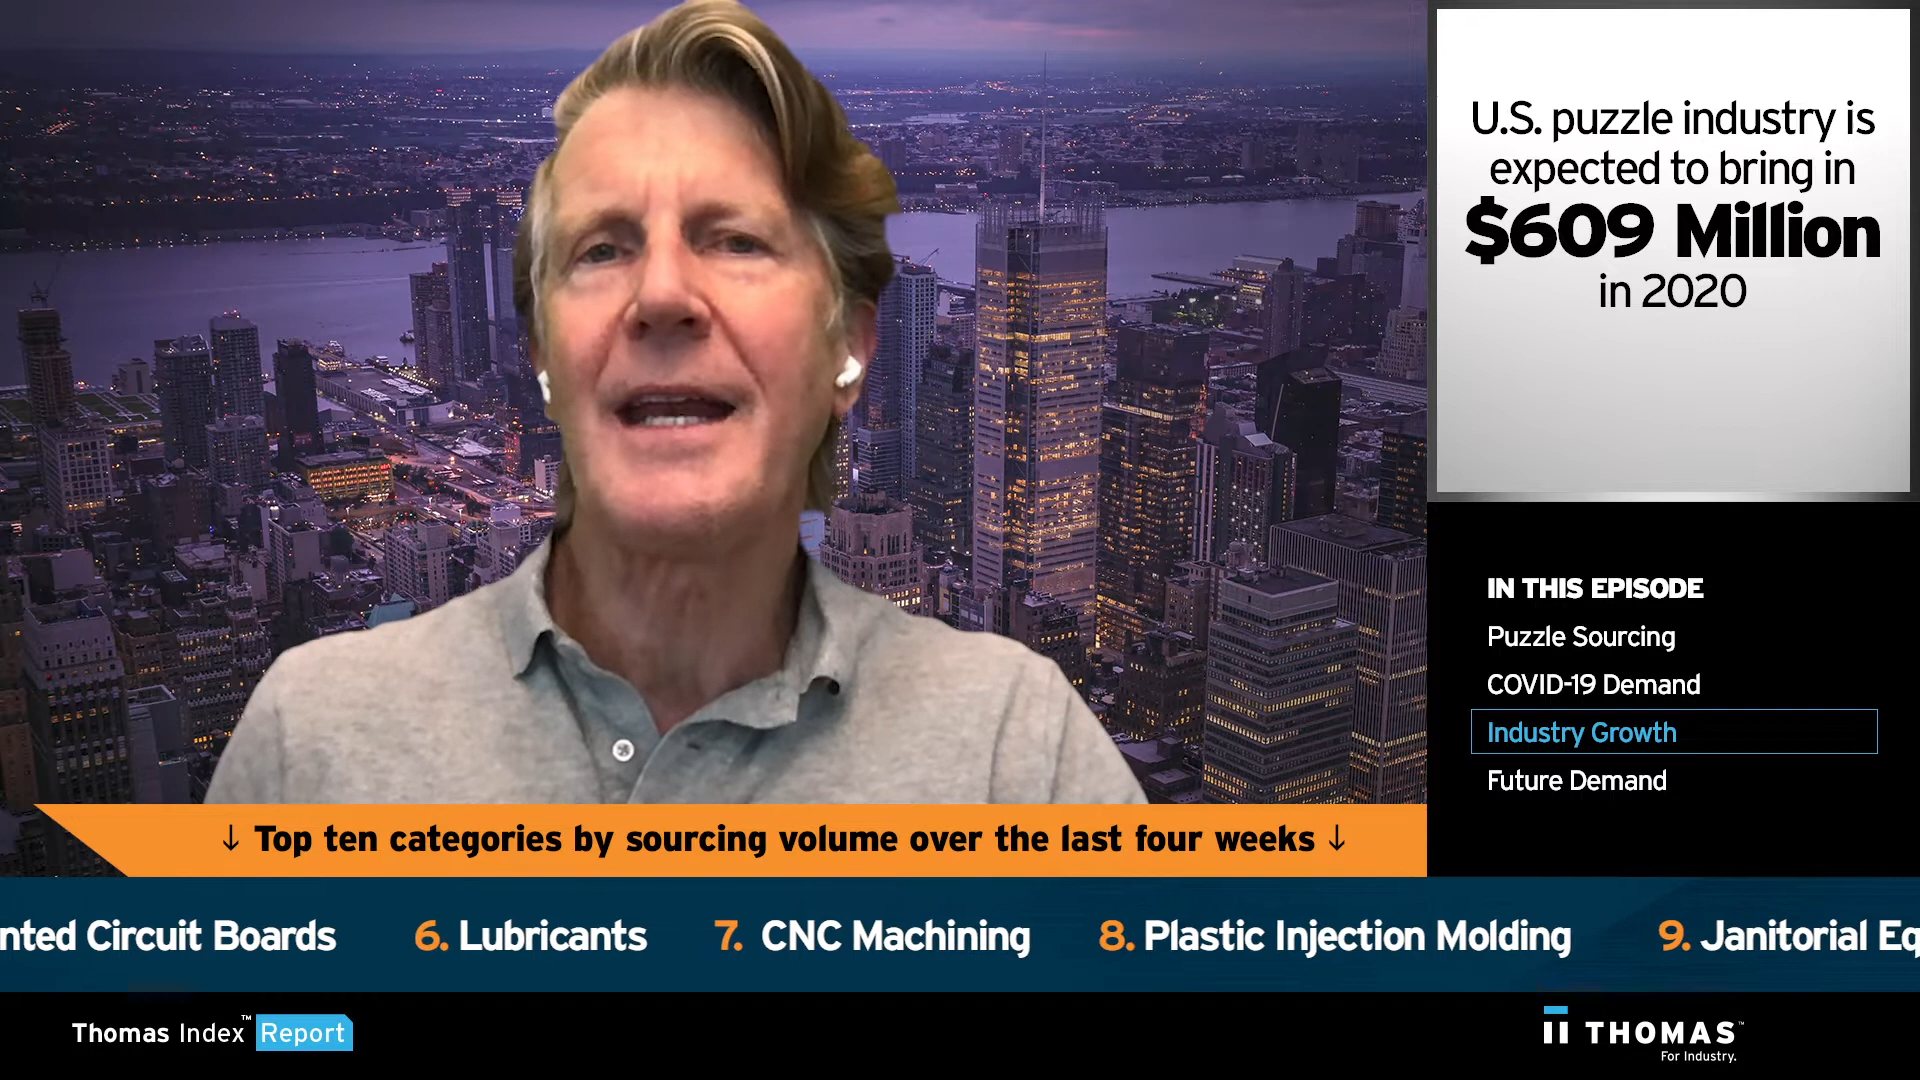 U.S. puzzle industry is
expected to bring in
$609 Million
in 2020
IN THIS EPISODE
Puzzle Sourcing
COVID-19 Demand
Industry Growth
Future Demand
↓ Top ten categories by sourcing volume over the last four weeks ↓
nted Circuit Boards 6. Lubricants 7. CNC Machining 8. Plastic Injection Molding 9. Janitorial Eq
Thomas Index™ Report
THOMAS™
For Industry.